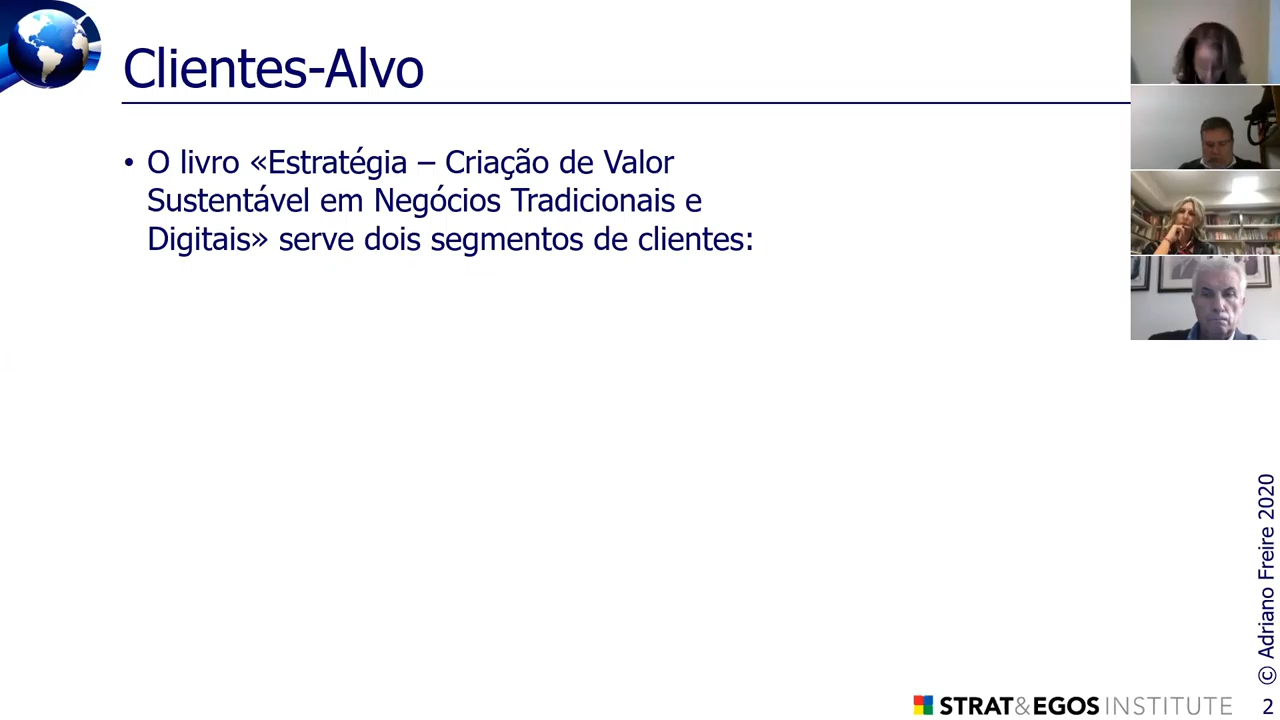 Clientes-Alvo
• O livro «Estratégia – Criação de Valor
Sustentável em Negócios Tradicionais e
Digitais» serve dois segmentos de clientes:
© Adriano Freire 2020
STRAT&EGOS INSTITUTE
2